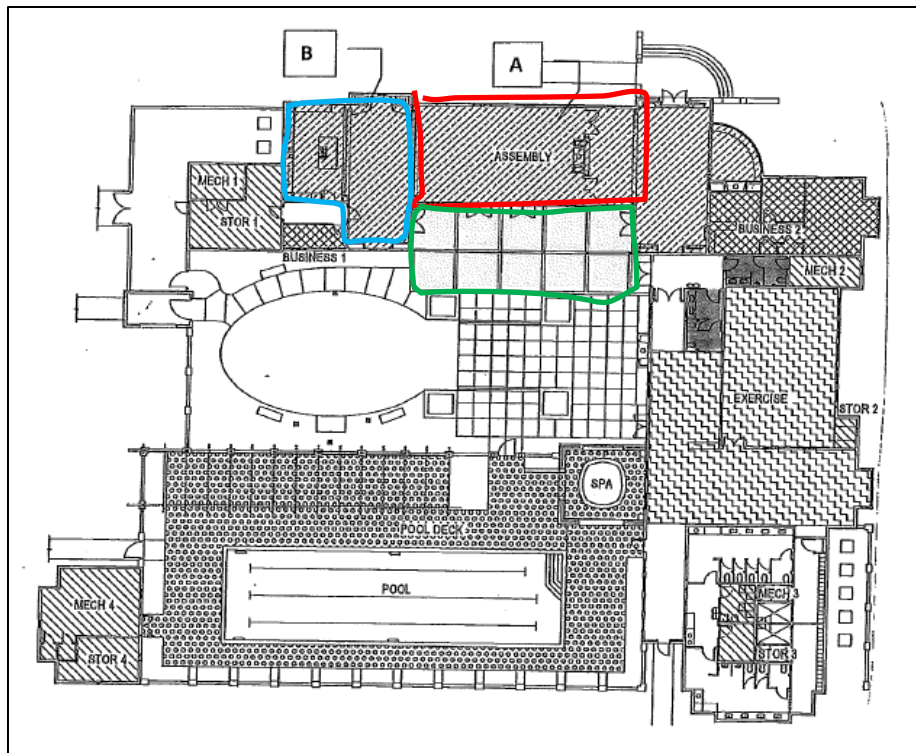 B
A
ASSEMBLY
MECH 1
STOR 1
BUSINESS 2
BUSINESS 1
MECH 2
EXERCISE
STOR 2
SPA
POOL DECK
POOL
MECH 3
MECH 4
STOR 3
STOR 4